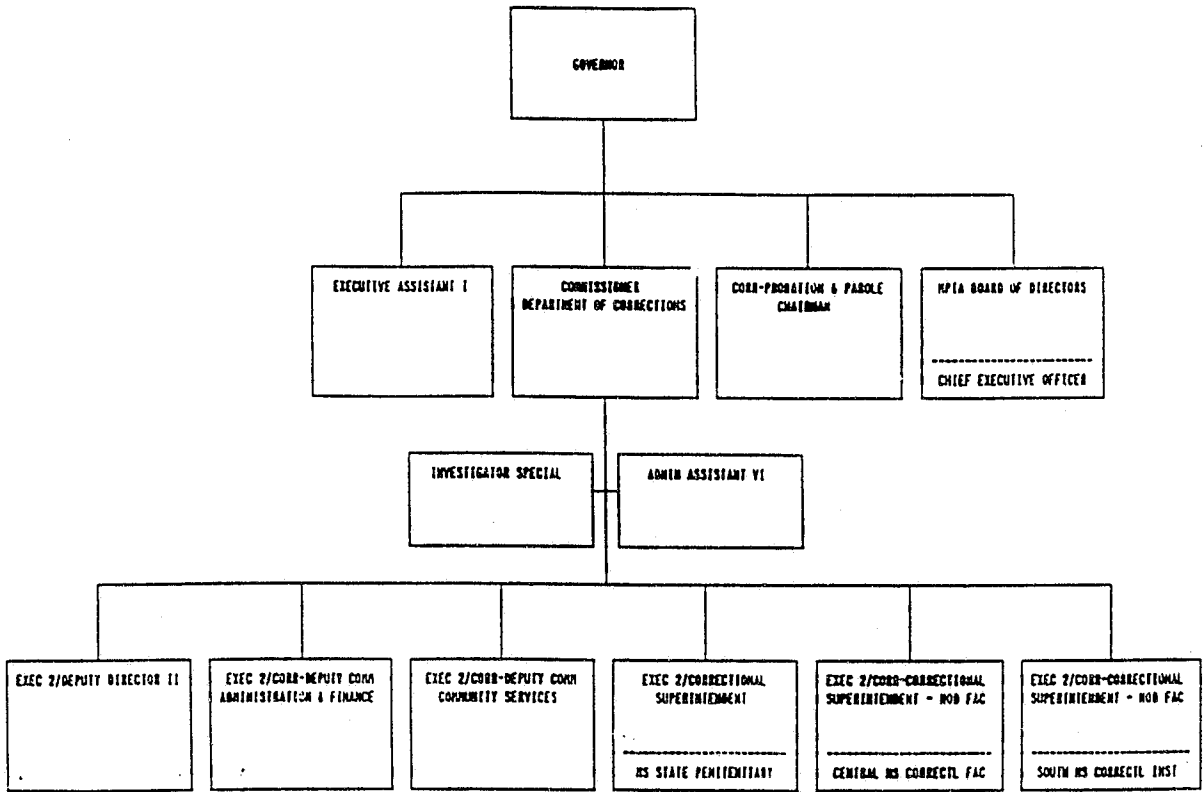 GOVERNOR
EXECUTIVE ASSISTANT I
COMMISSIONER
DEPARTMENT OF CORRECTIONS
CORR-PROBATION & PAROLE
CHAIRMAN
MPIA BOARD OF DIRECTORS
CHIEF EXECUTIVE OFFICER
INVESTIGATOR SPECIAL
ADMIN ASSISTANT VI
EXEC 2/DEPUTY DIRECTOR II
EXEC 2/CORR-DEPUTY COMM
ADMINISTRATION & FINANCE
EXEC 2/CORR-DEPUTY COMM
COMMUNITY SERVICES
EXEC 2/CORRECTIONAL
SUPERINTENDENT
MS STATE PENITENTIARY
EXEC 2/CORR-CORRECTIONAL
SUPERINTENDENT - NOB FAC
CENTRAL MS CORRECTL FAC
EXEC 2/CORR-CORRECTIONAL
SUPERINTENDENT - NOB FAC
SOUTH MS CORRECTL INST